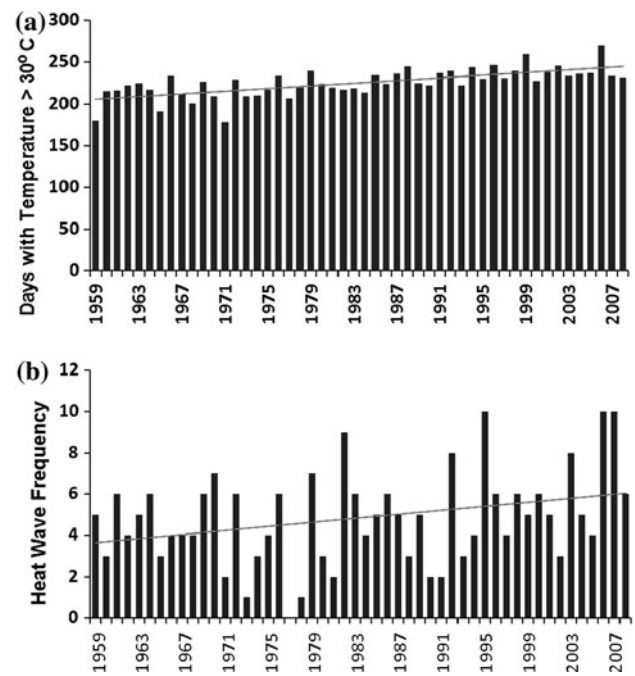 (a)
Days with Temperature > 30⁰ C
300
250
200
150
100
50
0
1959 1963 1967 1971 1975 1979 1983 1987 1991 1995 1999 2003 2007
(b)
Heat Wave Frequency
12
10
8
6
4
2
0
1959 1963 1967 1971 1975 1979 1983 1987 1991 1995 1999 2003 2007